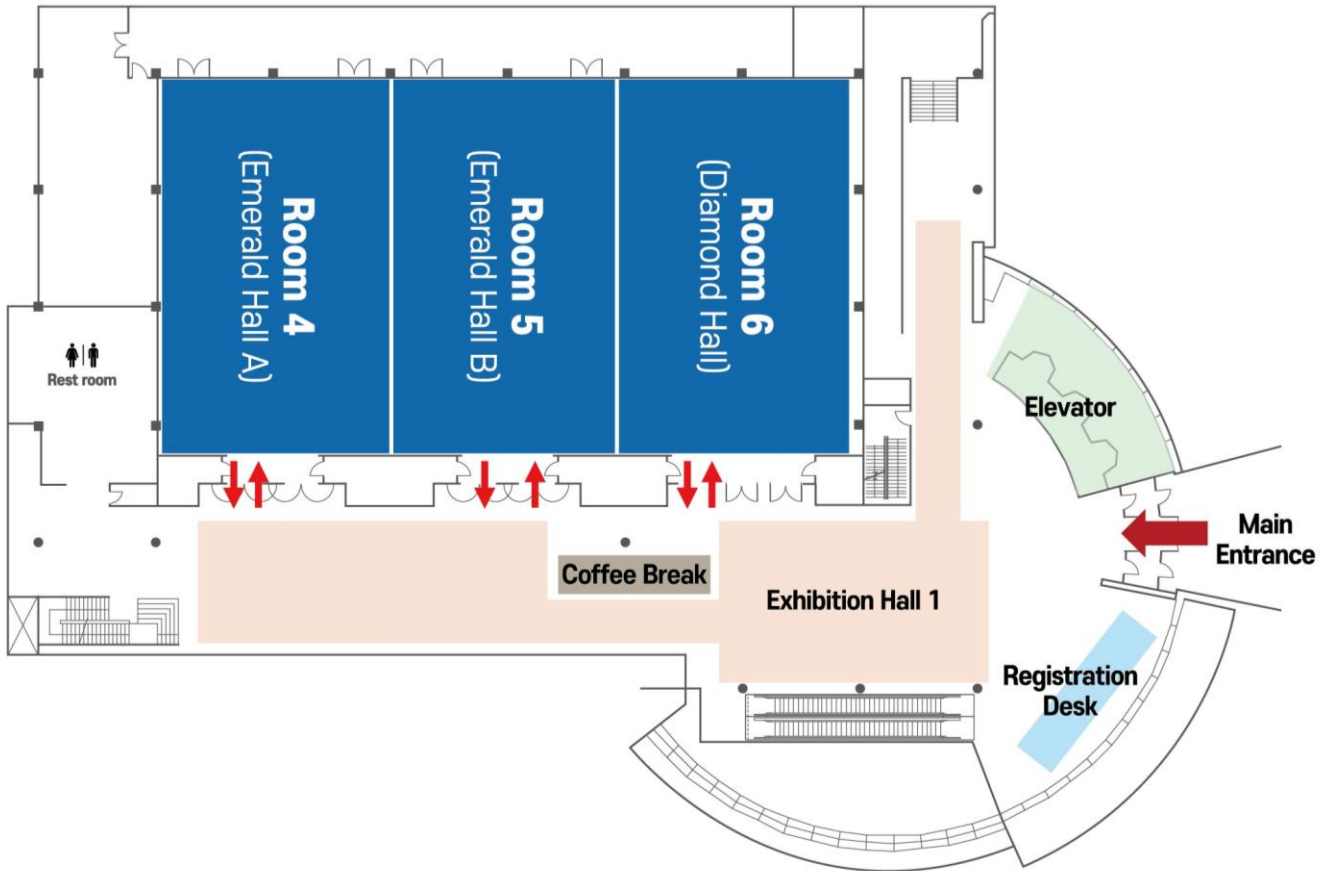 Room 4
(Emerald Hall A)
Room 5
(Emerald Hall B)
Room 6
(Diamond Hall)
Rest room
Elevator
Main
Entrance
Coffee Break
Exhibition Hall 1
Registration
Desk